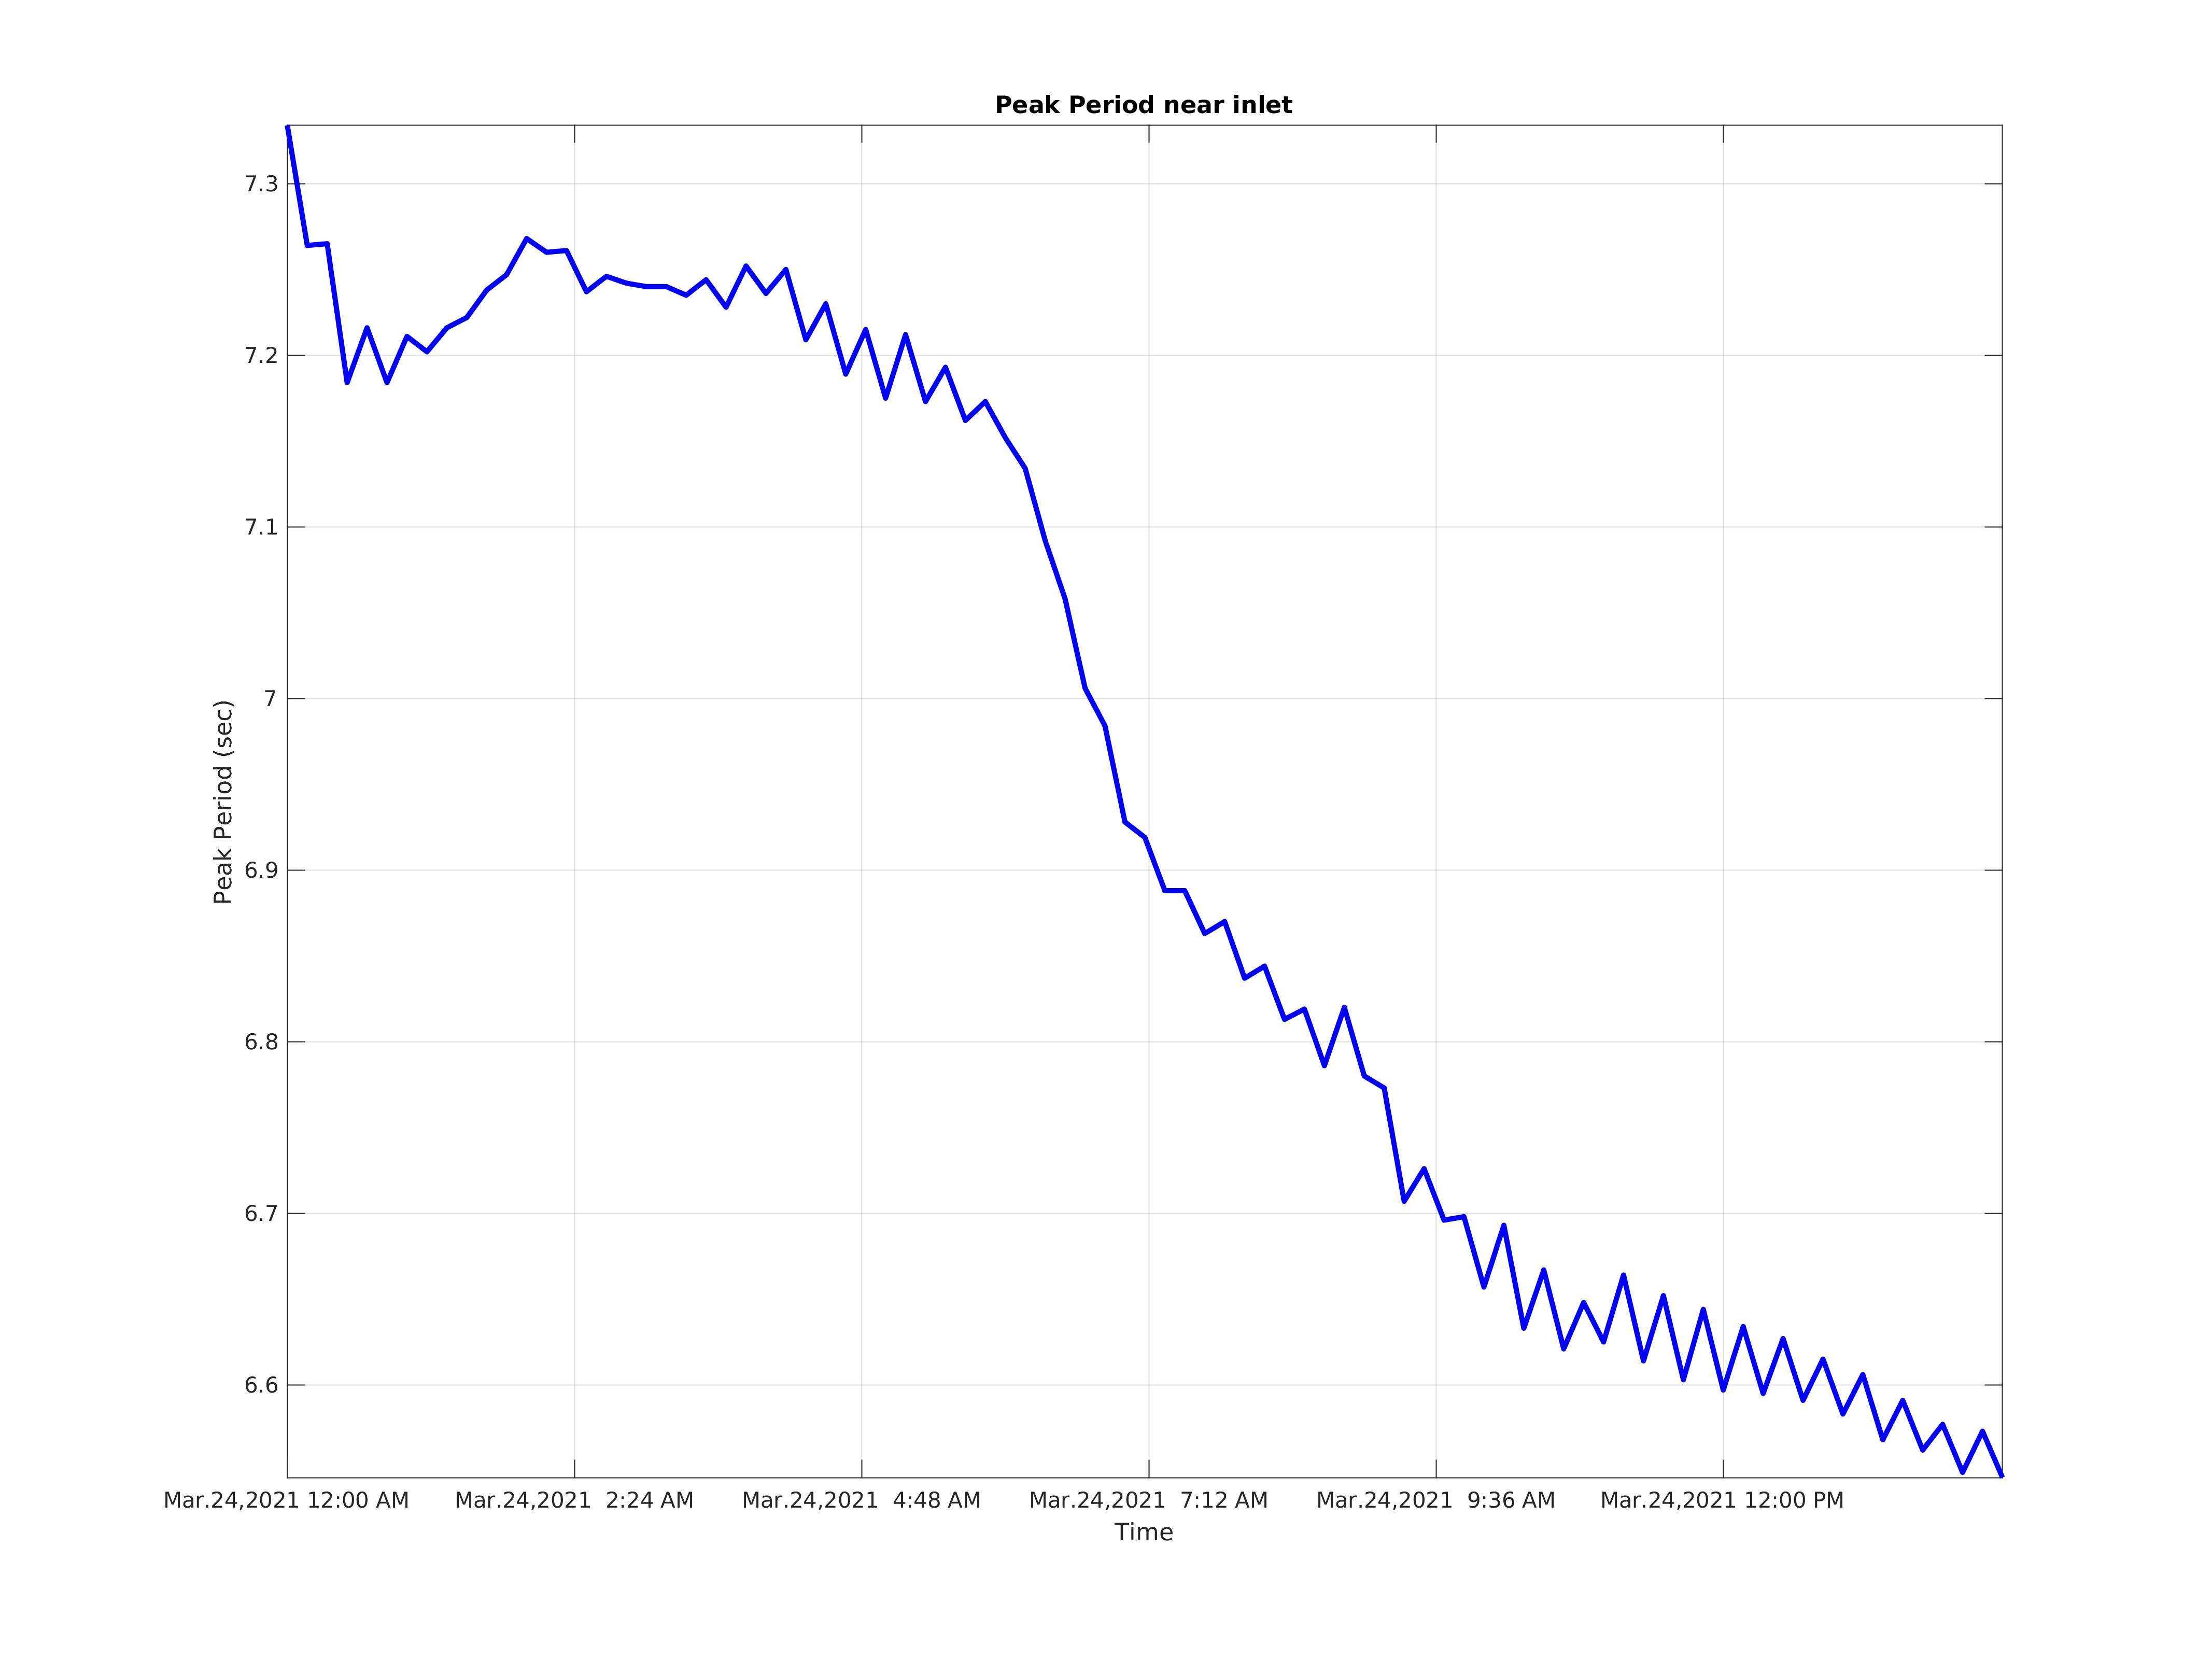 Peak Period near inlet
7.3
7.2
7.1
7
6.9
6.8
6.7
6.6
Peak Period (sec)
Mar.24,2021 12:00 AM Mar.24,2021  2:24 AM Mar.24,2021  4:48 AM Mar.24,2021  7:12 AM Mar.24,2021  9:36 AM Mar.24,2021 12:00 PM
Time